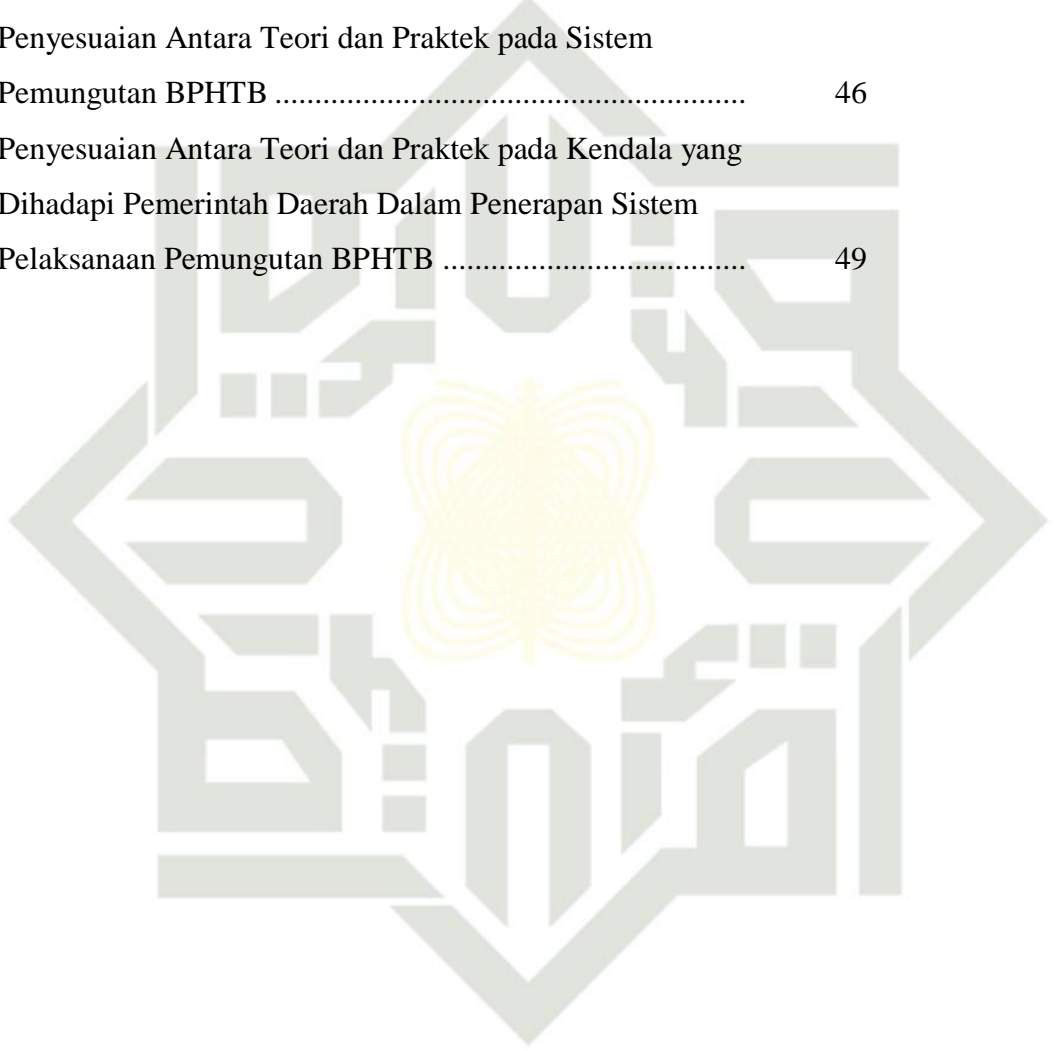 Penyesuaian Antara Teori dan Praktek pada Sistem
Pemungutan BPHTB ........................................................... 46
Penyesuaian Antara Teori dan Praktek pada Kendala yang
Dihadapi Pemerintah Daerah Dalam Penerapan Sistem
Pelaksanaan Pemungutan BPHTB ...................................... 49